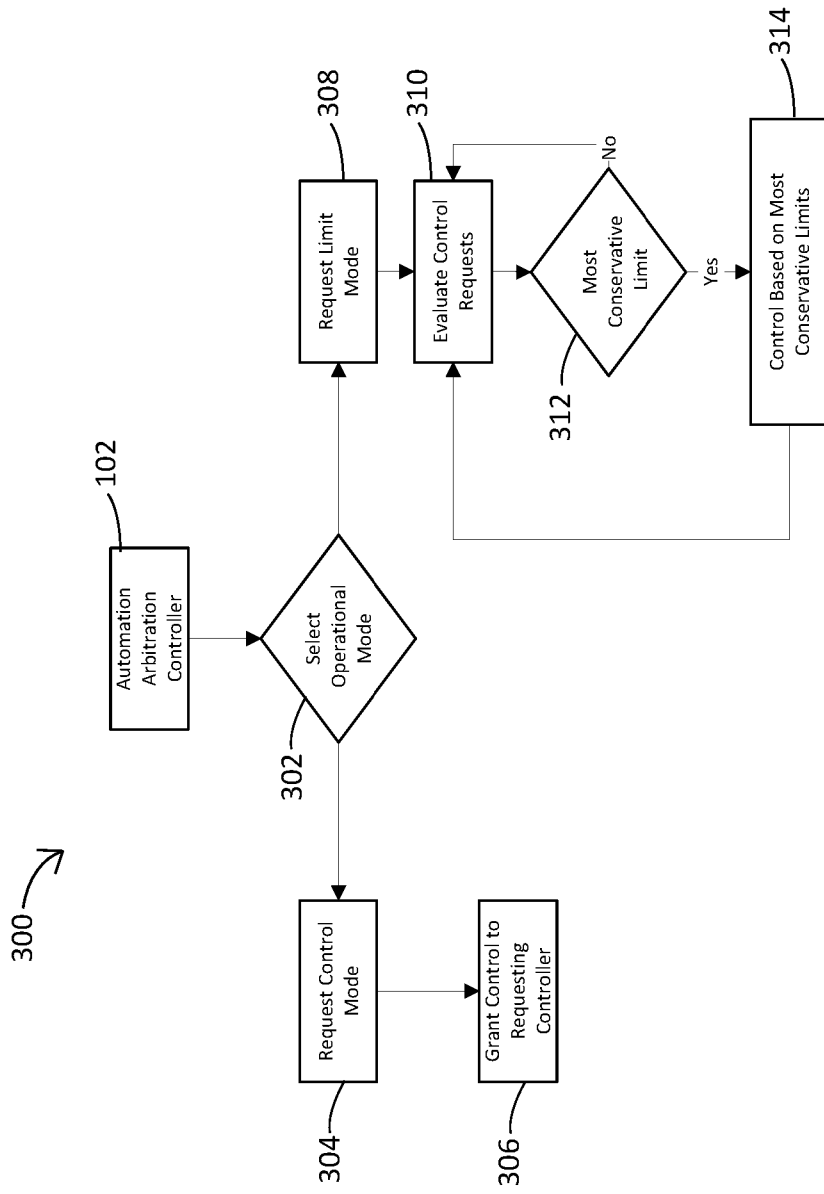 300
102
Automation
Arbitration
Controller
302
Select
Operational
Mode
304
Request Control
Mode
306
Grant Control to
Requesting
Controller
308
Request Limit
Mode
310
Evaluate Control
Requests
312
Most
Conservative
Limit
No
Yes
314
Control Based on Most
Conservative Limits